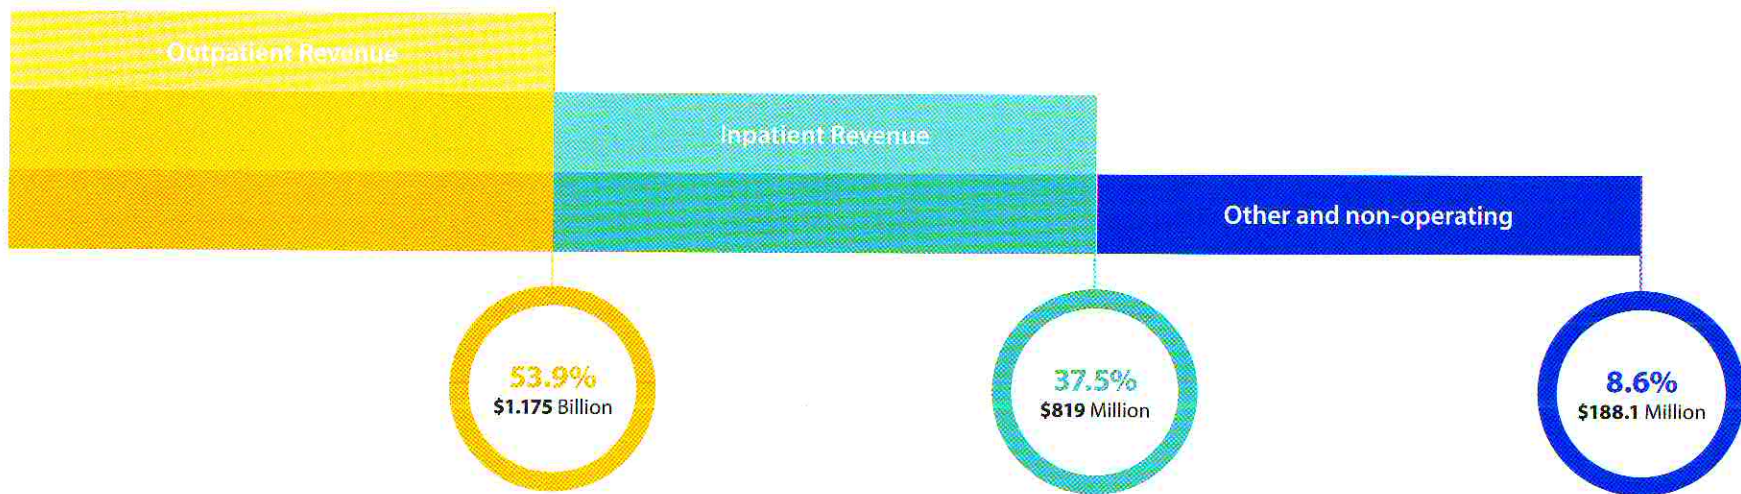 Outpatient Revenue
Inpatient Revenue
Other and non-operating
53.9%
$1.175 Billion
37.5%
$819 Million
8.6%
$188.1 Million